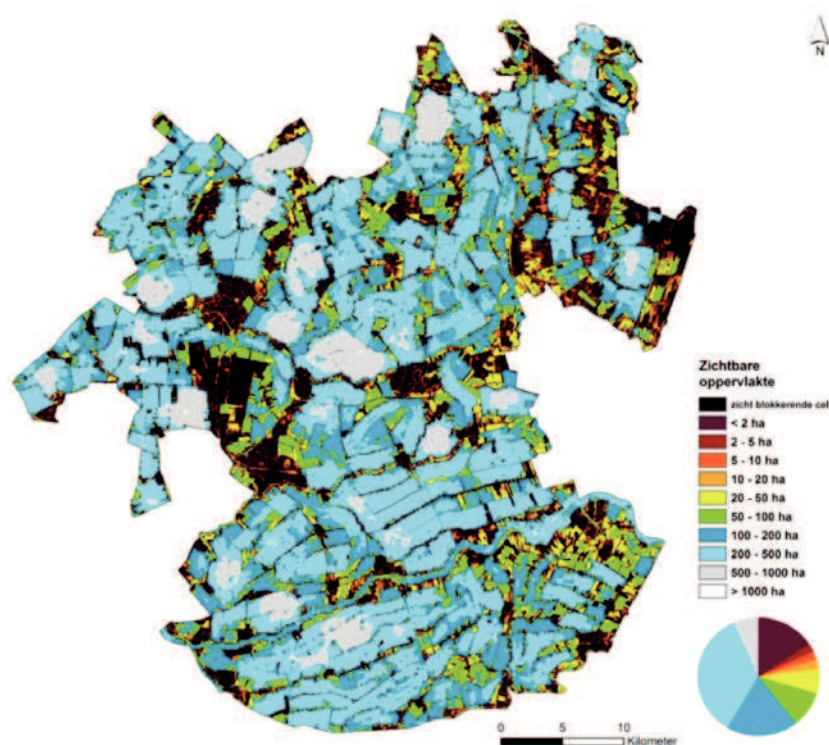 N
Zichtbare
oppervlakte
zicht blokkerende cel
< 2 ha
2 - 5 ha
5 - 10 ha
10 - 20 ha
20 - 50 ha
50 - 100 ha
100 - 200 ha
200 - 500 ha
500 - 1000 ha
> 1000 ha
0 5 10
Kilometer